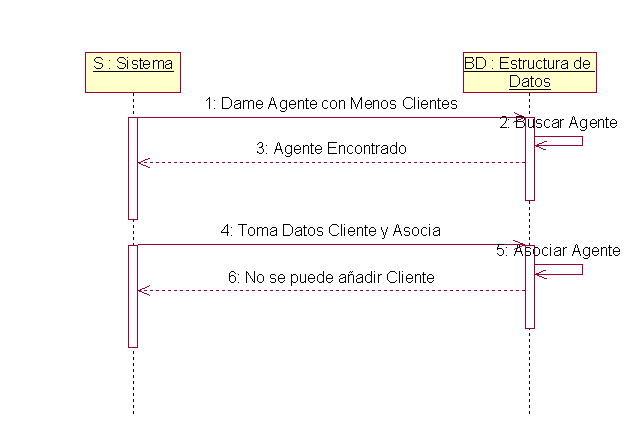 S : Sistema
BD : Estructura de
Datos
1: Dame Agente con Menos Clientes
2: Buscar Agente
3: Agente Encontrado
4: Toma Datos Cliente y Asocia
5: Asociar Agente
6: No se puede añadir Cliente